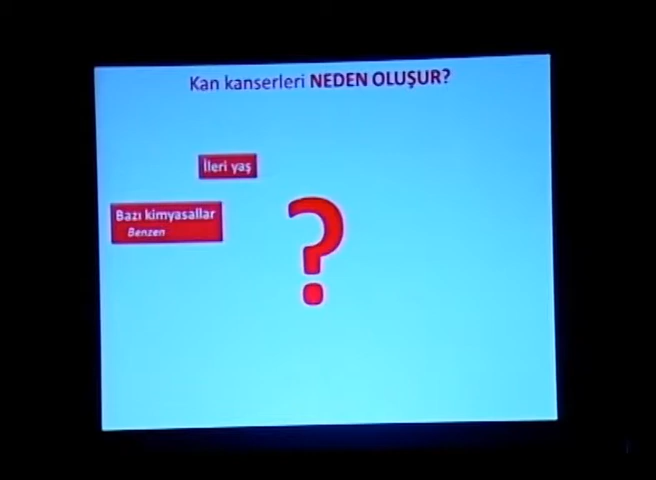 Kan kanserleri NEDEN OLUŞUR?
İleri yaş
Bazı kimyasallar
Benzen
?